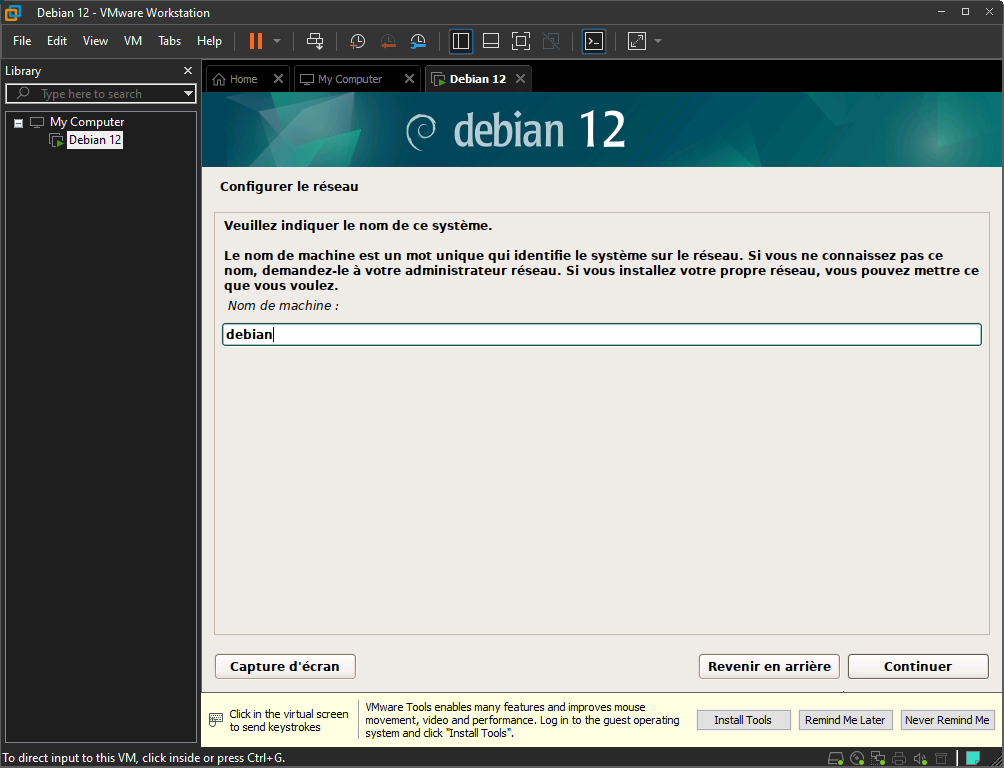 Debian 12 - VMware Workstation
File Edit View VM Tabs Help
Library
Type here to search
My Computer
Debian 12
Home
My Computer
Debian 12
debian 12
Configurer le réseau
Veuillez indiquer le nom de ce système.
Le nom de machine est un mot unique qui identifie le système sur le réseau. Si vous ne connaissez pas ce
nom, demandez-le à votre administrateur réseau. Si vous installez votre propre réseau, vous pouvez mettre ce
que vous voulez.
Nom de machine :
debian
Capture d'écran
Revenir en arrière
Continuer
Click in the virtual screen
to send keystrokes
VMware Tools enables many features and improves mouse
movement, video and performance. Log in to the guest operating
system and click "Install Tools".
Install Tools
Remind Me Later
Never Remind Me
To direct input to this VM, click inside or press Ctrl+G.